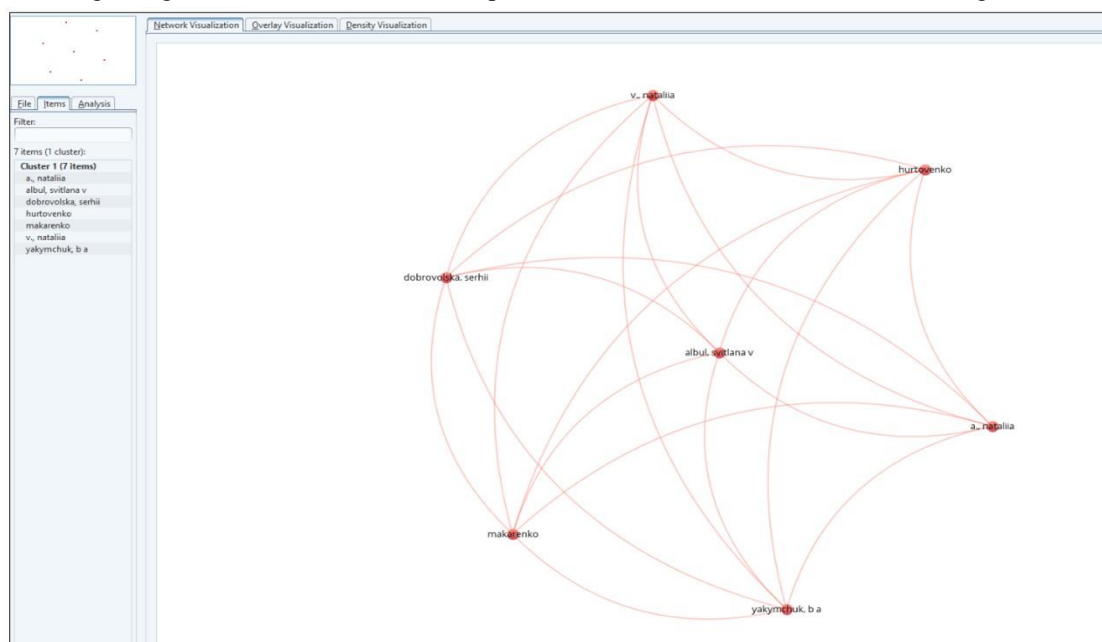 Network Visualization Overlay Visualization Density Visualization
File Items Analysis
Filter:
7 items (1 cluster):
Cluster 1 (7 items)
a., nataliia
albul, svitlana v
dobrovolska, serhii
hurtovenko
makarenko
v., nataliia
yakymchuk, b a
v., nataliia
hurtovenko
dobrovolska, serhii
albul, svitlana v
a., nataliia
makarenko
yakymchuk, b a